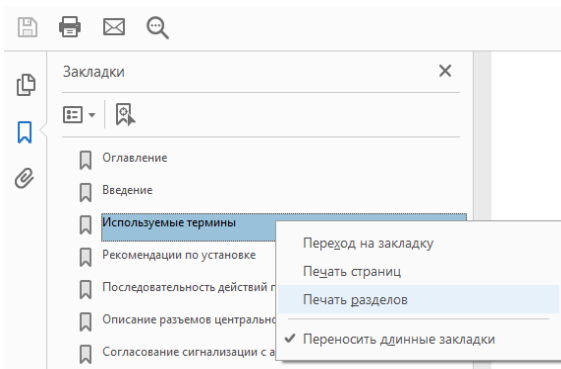 Закладки
Оглавление
Введение
Используемые термины
Рекомендации по установке
Последовательность действий
Описание разъемов
Согласование сигнализации с
Переход на закладку
Печать страниц
Печать разделов
Переносить длинные закладки